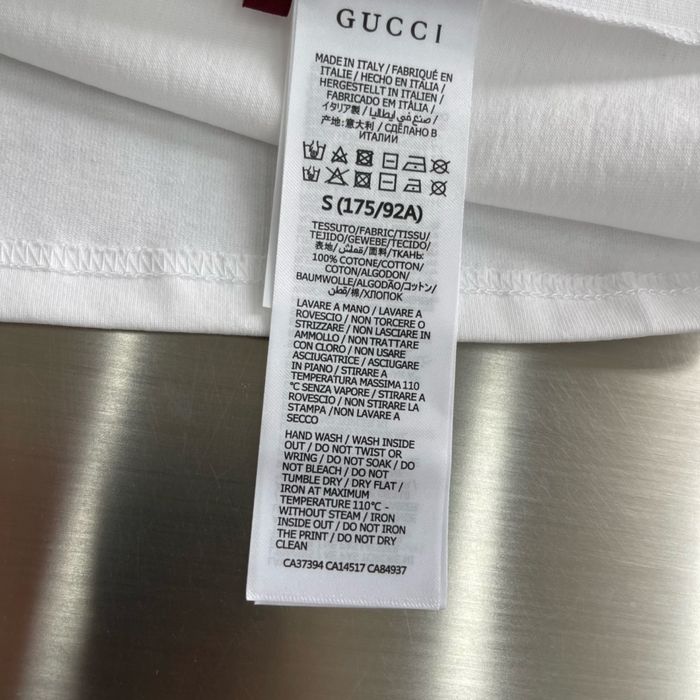 GUCCI
MADE IN ITALY / FABRIQUÉ EN
ITALIE / HECHO EN ITALIA /
HERGESTELLT IN ITALIEN /
FABRICADO EM ITÀLIA /
イタリア製 / صنع في إيطاليا /
产地: 意大利 / СДЕЛАНО В
ИТАЛИИ
S (175/92A)
TESSUTO/FABRIC/TISSU/
TEJIDO/GEWEBE/TECIDO/
表地/قماش/面料/ТКАНЬ:
100% COTONE/COTTON/
COTON/ALGODON/
BAUMWOLLE/ALGODÃO/コットン/
قطن/棉/ХЛОПОК
LAVARE A MANO / LAVARE A
ROVESCIO / NON TORCERE O
STRIZZARE / NON LASCIARE IN
AMMOLLO / NON TRATTARE
CON CLORO / NON USARE
ASCIUGATRICE / ASCIUGARE
IN PIANO / STIRARE A
TEMPERATURA MASSIMA 110
°C SENZA VAPORE / STIRARE A
ROVESCIO / NON STIRARE LA
STAMPA /NON LAVARE A
SECCO
HAND WASH / WASH INSIDE
OUT / DO NOT TWIST OR
WRING / DO NOT SOAK / DO
NOT BLEACH / DO NOT
TUMBLE DRY / DRY FLAT /
IRON AT MAXIMUM
TEMPERATURE 110°C -
WITHOUT STEAM / IRON
INSIDE OUT / DO NOT IRON
THE PRINT / DO NOT DRY
CLEAN
CA37394 CA14517 CA84937